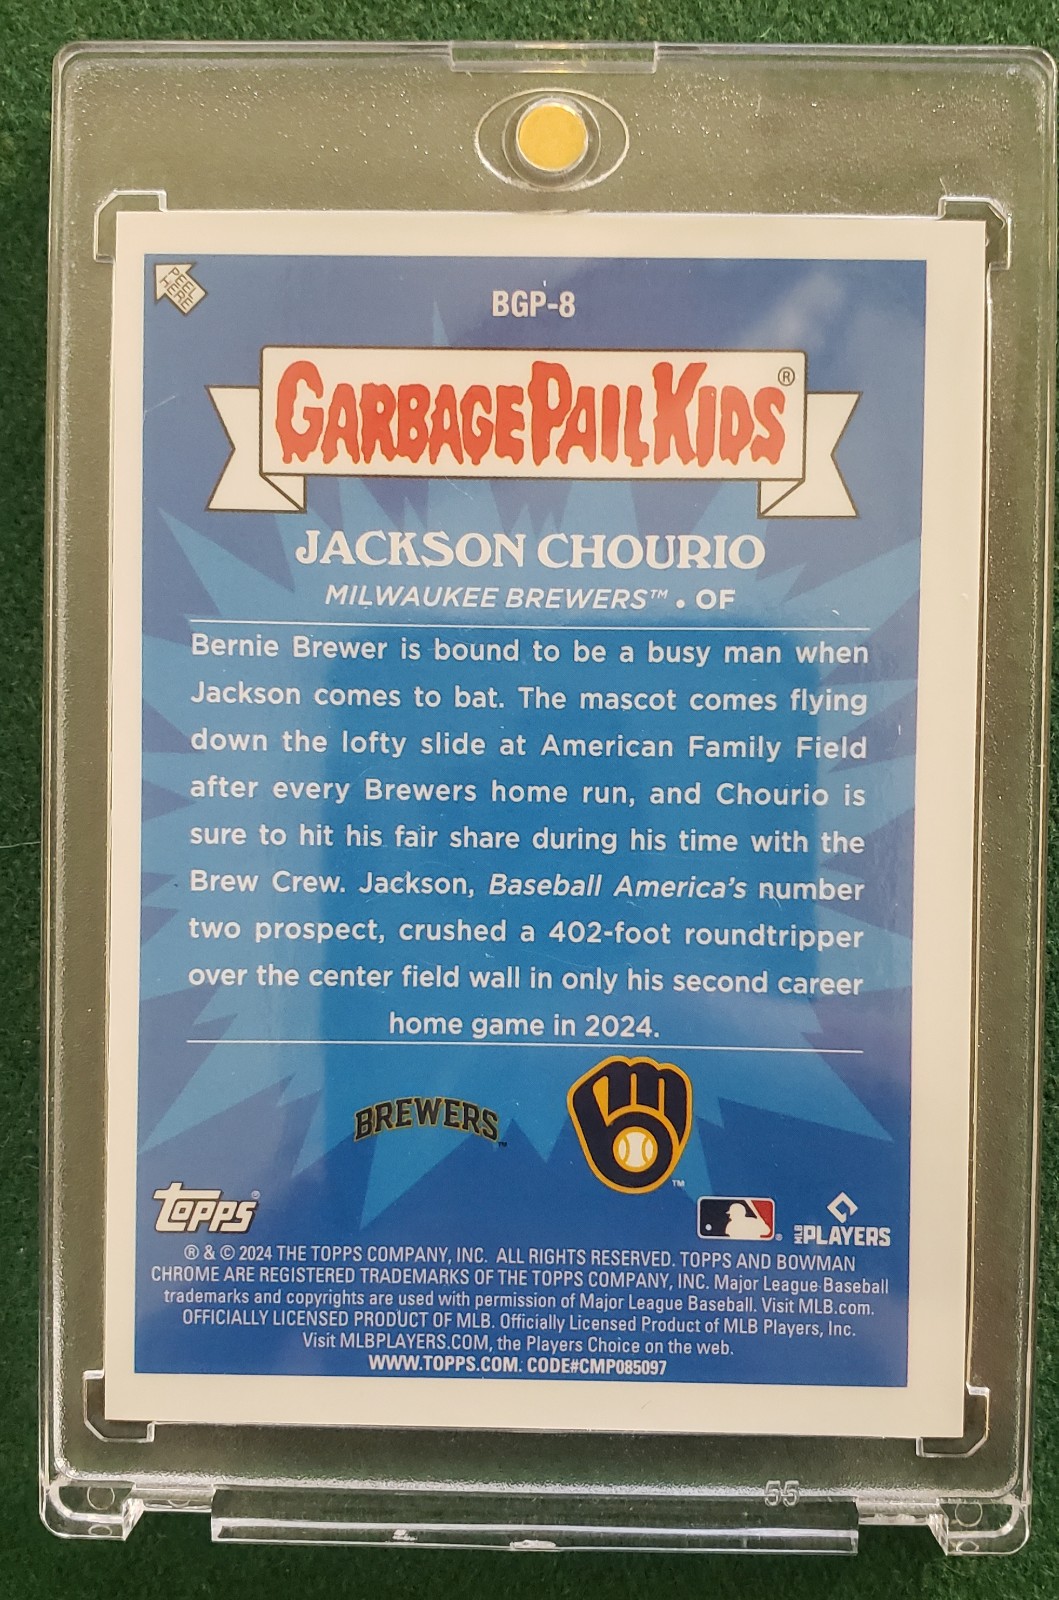 PEEL
HERE
BGP-8
GARBAGE PAIL KIDS®
JACKSON CHOURIO
MILWAUKEE BREWERS™ • OF
Bernie Brewer is bound to be a busy man when
Jackson comes to bat. The mascot comes flying
down the lofty slide at American Family Field
after every Brewers home run, and Chourio is
sure to hit his fair share during his time with the
Brew Crew. Jackson, Baseball America's number
two prospect, crushed a 402-foot roundtripper
over the center field wall in only his second career
home game in 2024.
BREWERS™
™
TOPPS®
®
MLB PLAYERS
® & © 2024 THE TOPPS COMPANY, INC. ALL RIGHTS RESERVED. TOPPS AND BOWMAN
CHROME ARE REGISTERED TRADEMARKS OF THE TOPPS COMPANY, INC. Major League Baseball
trademarks and copyrights are used with permission of Major League Baseball. Visit MLB.com.
OFFICIALLY LICENSED PRODUCT OF MLB. Officially Licensed Product of MLB Players, Inc.
Visit MLBPLAYERS.COM, the Players Choice on the web.
WWW.TOPPS.COM. CODE#CMP085097
55